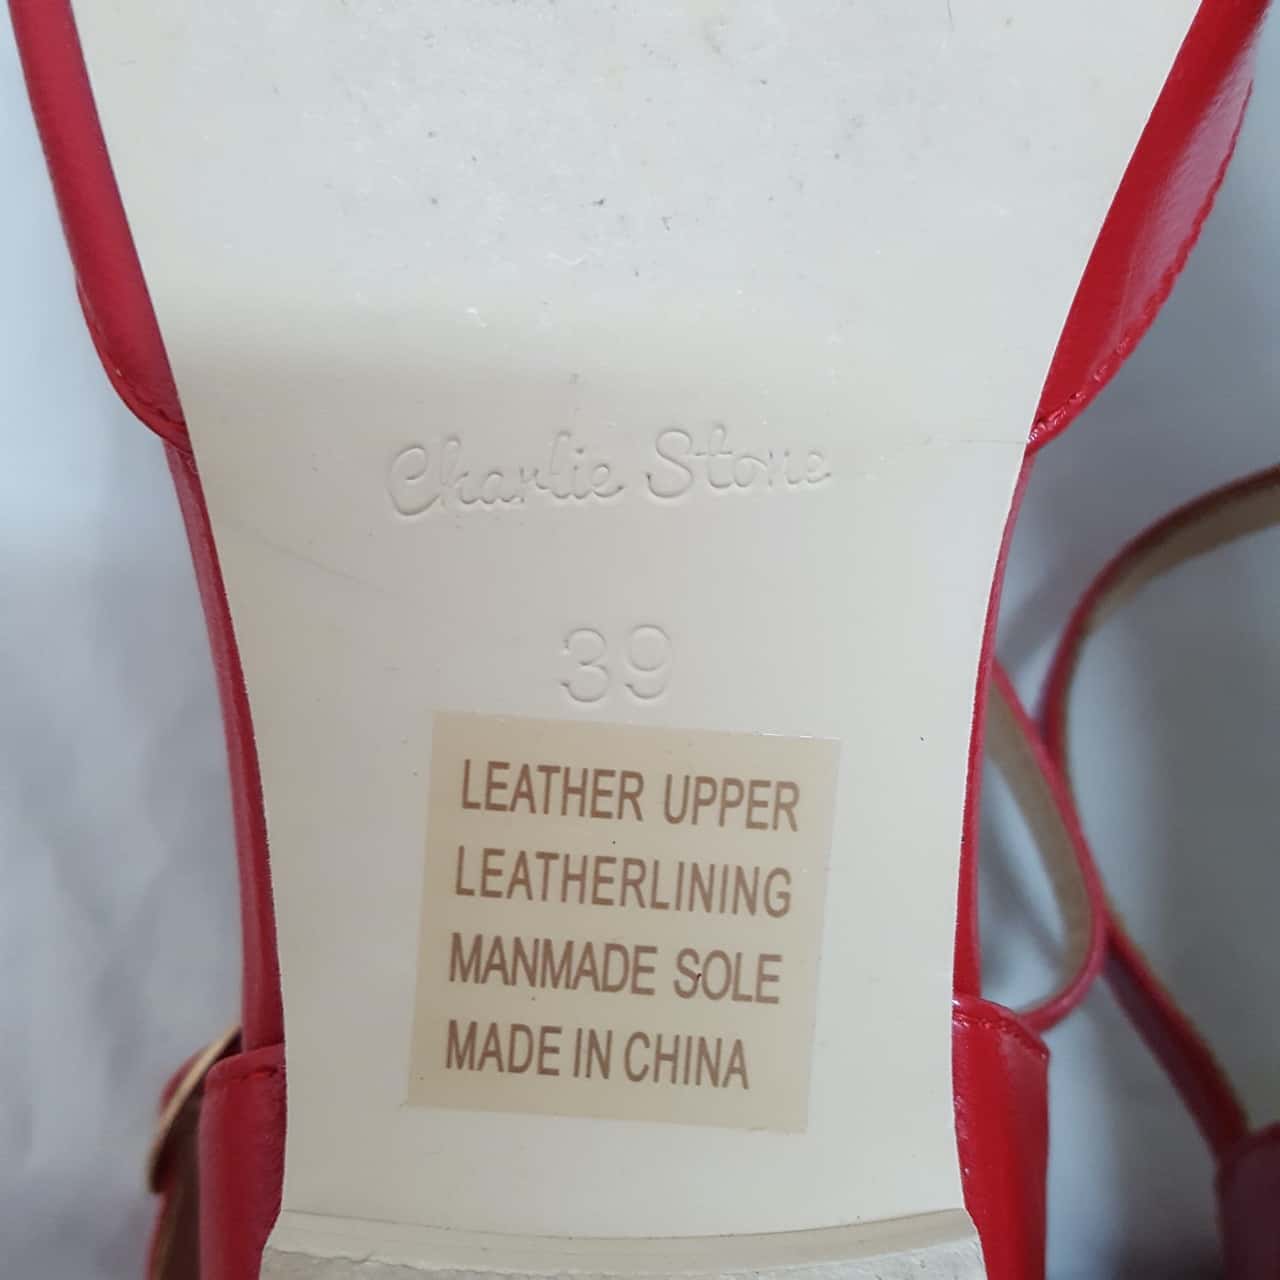 Charlie Stone
39
LEATHER UPPER
LEATHERLINING
MANMADE SOLE
MADE IN CHINA